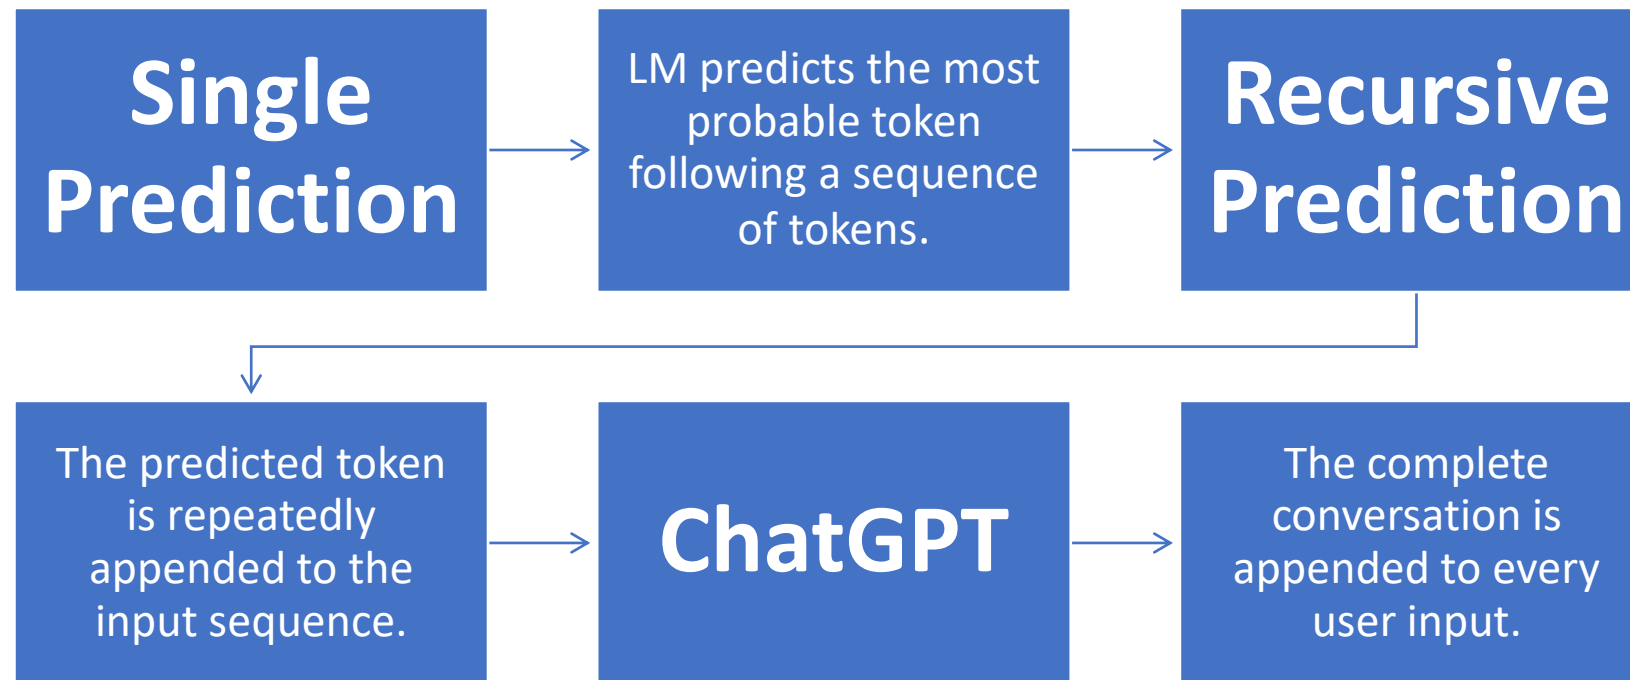 Single
Prediction
LM predicts the most
probable token
following a sequence
of tokens.
Recursive
Prediction
The predicted token
is repeatedly
appended to the
input sequence.
ChatGPT
The complete
conversation is
appended to every
user input.